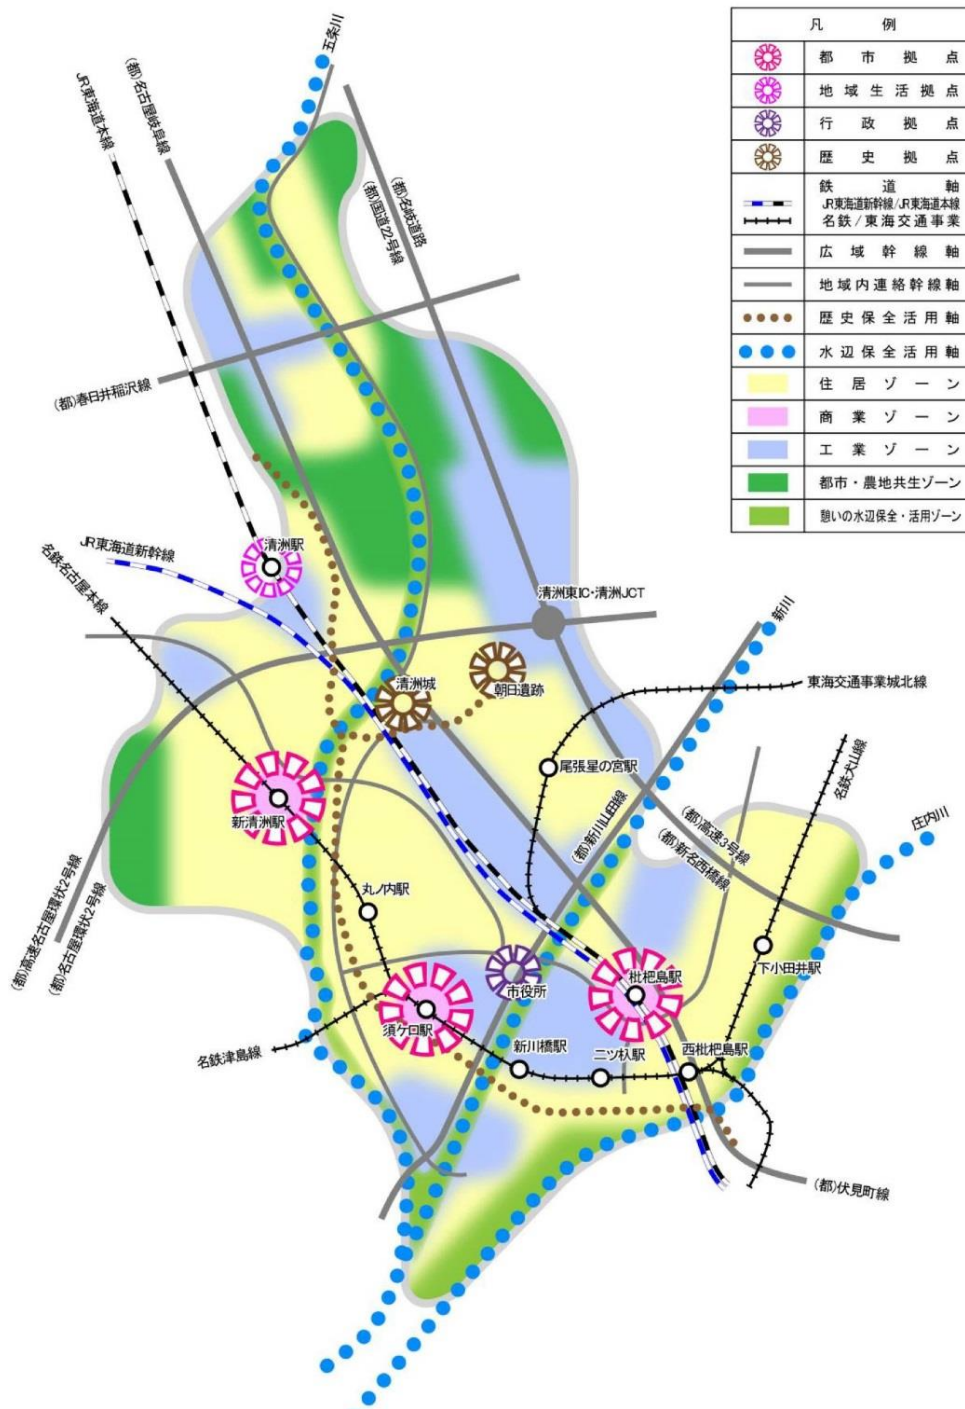 凡例
都市拠点
地域生活拠点
行政拠点
歴史拠点
鉄道軸
JR東海道新幹線/JR東海道本線
名鉄/東海交通事業
広域幹線軸
地域内連絡幹線軸
歴史保全活用軸
水辺保全活用軸
住居ゾーン
商業ゾーン
工業ゾーン
都市・農地共生ゾーン
憩いの水辺保全・活用ゾーン
五条川
(都)名古屋岐阜線
JR東海道本線
(都)名岐道路
(都)国道22号線
(都)春日井稲沢線
清洲駅
JR東海道新幹線
名鉄名古屋本線
清洲東IC・清洲JCT
新川
清洲城
朝日遺跡
東海交通事業城北線
尾張星の宮駅
名鉄犬山線
新清洲駅
(都)新川山田線
(都)高速3号線
(都)新名西橋線
庄内川
丸ノ内駅
(都)高速名古屋環状2号線
(都)名古屋環状2号線
下小田井駅
市役所
枇杷島駅
須ケ口駅
名鉄津島線
新川橋駅
二ツ杁駅
西枇杷島駅
(都)伏見町線